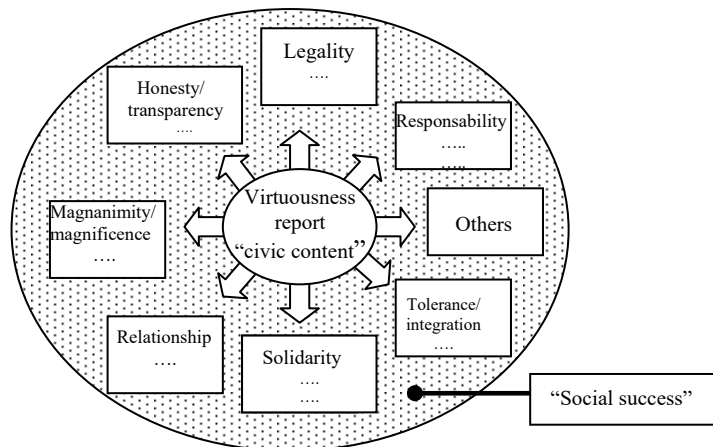 Legality
....
Honesty/
transparency
....
Responsability
.....
.....
Magnanimity/
magnificence
....
Virtuousness
report
“civic content”
Others
Tolerance/
integration
....
Relationship
....
Solidarity
....
....
“Social success”